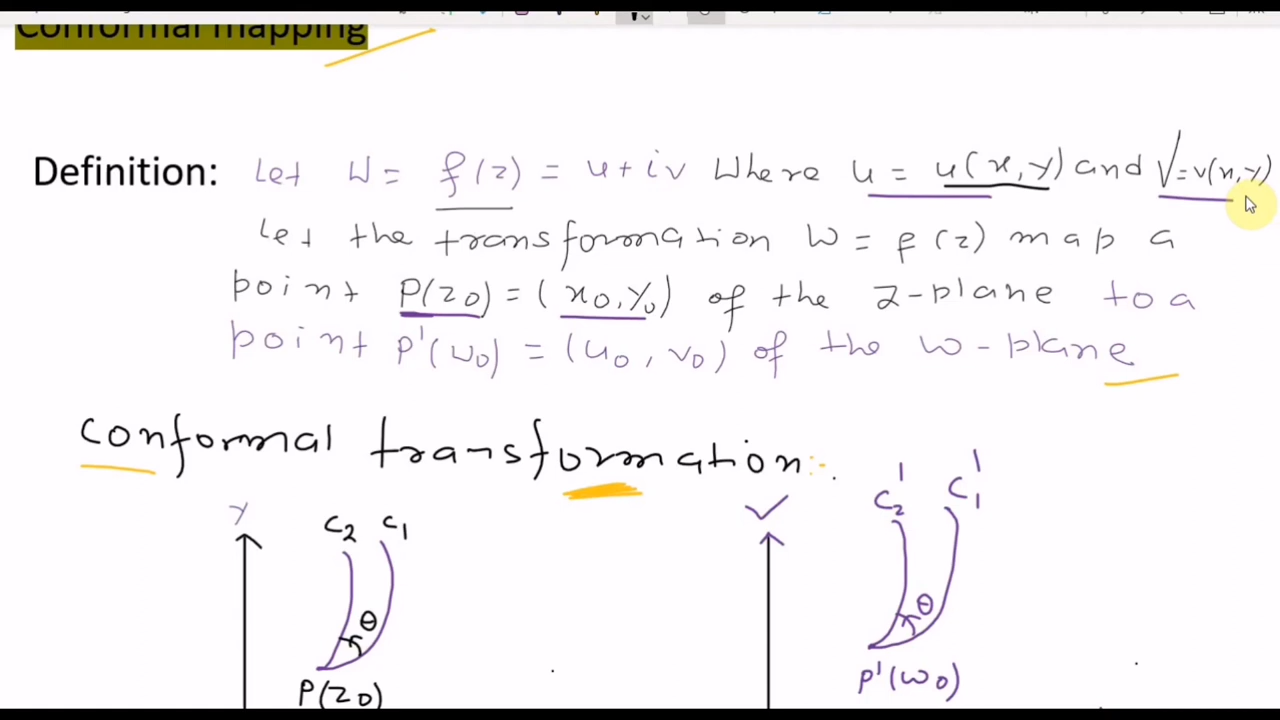 Conformal mapping
Definition: Let W = f(z) = u + iv Where u = u(x,y) and V = v(x,y)
Let the transformation W = f(z) map a
point P(z0) = (x0, y0) of the z-plane to a
point P'(w0) = (u0, v0) of the w-plane
Conformal transformation:-
Y C2 C1
V C2' C1'
θ
θ
P(z0)
P'(w0)